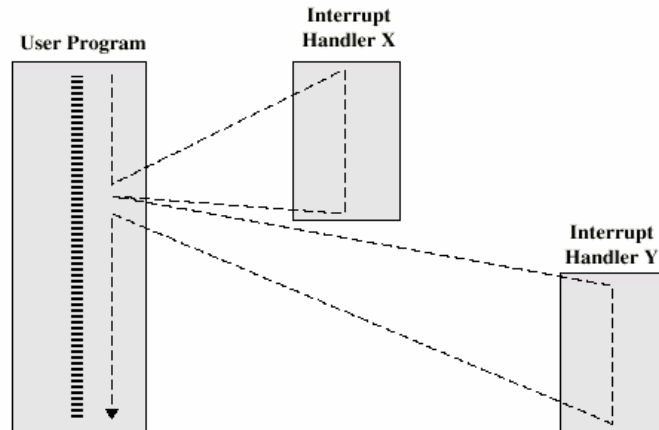 User Program
Interrupt
Handler X
Interrupt
Handler Y